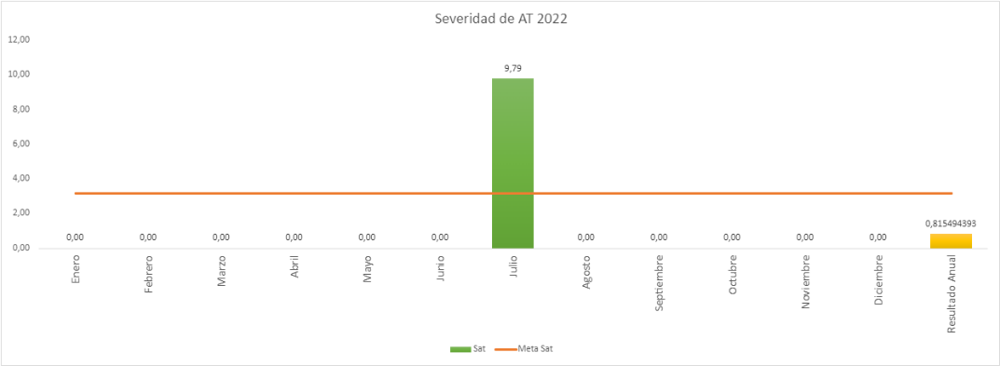 Severidad de AT 2022
12,00
10,00
8,00
6,00
4,00
2,00
0,00
0,00
0,00
0,00
0,00
0,00
0,00
9,79
0,00
0,00
0,00
0,00
0,00
0,815494393
Enero
Febrero
Marzo
Abril
Mayo
Junio
Julio
Agosto
Septiembre
Octubre
Noviembre
Diciembre
Resultado Anual
Sat
Meta Sat